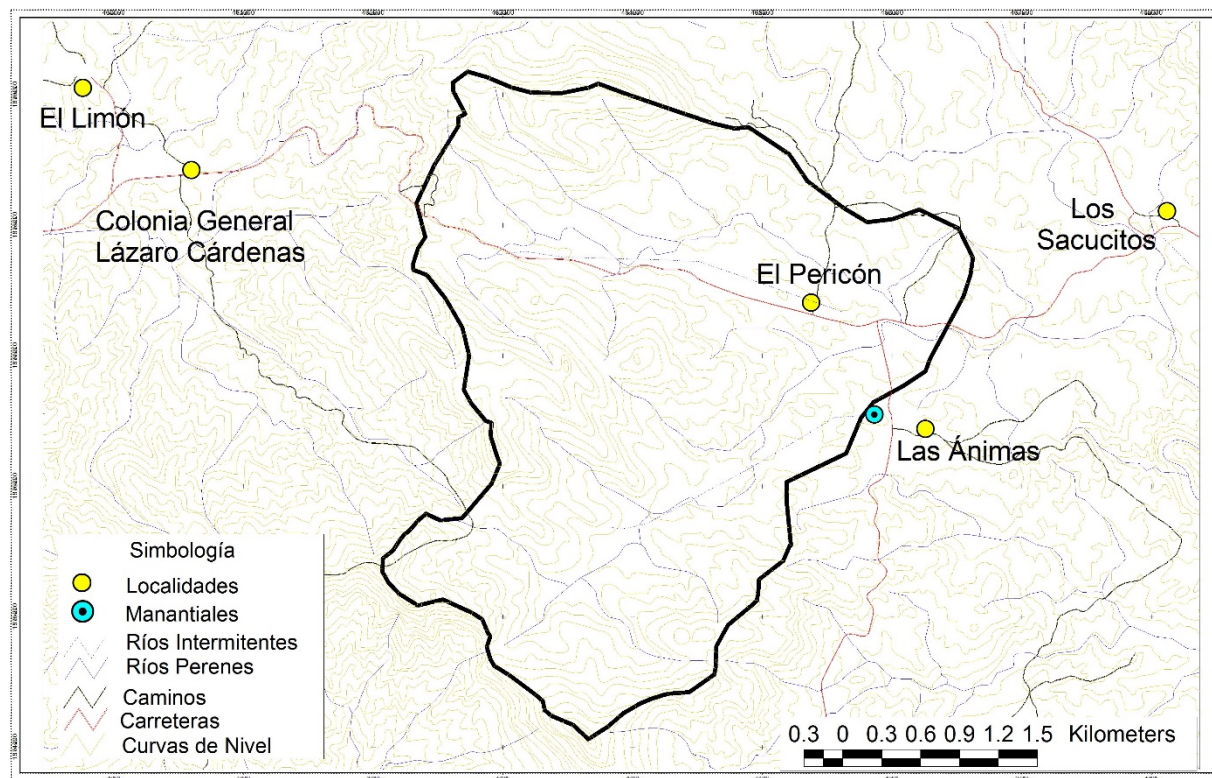 El Limón
Colonia General
Lázaro Cárdenas
Los
Sacucitos
El Pericón
Las Ánimas
Simbología
Localidades
Manantiales
Ríos Intermitentes
Ríos Perenes
Caminos
Carreteras
Curvas de Nivel
0.3 0 0.3 0.6 0.9 1.2 1.5 Kilometers